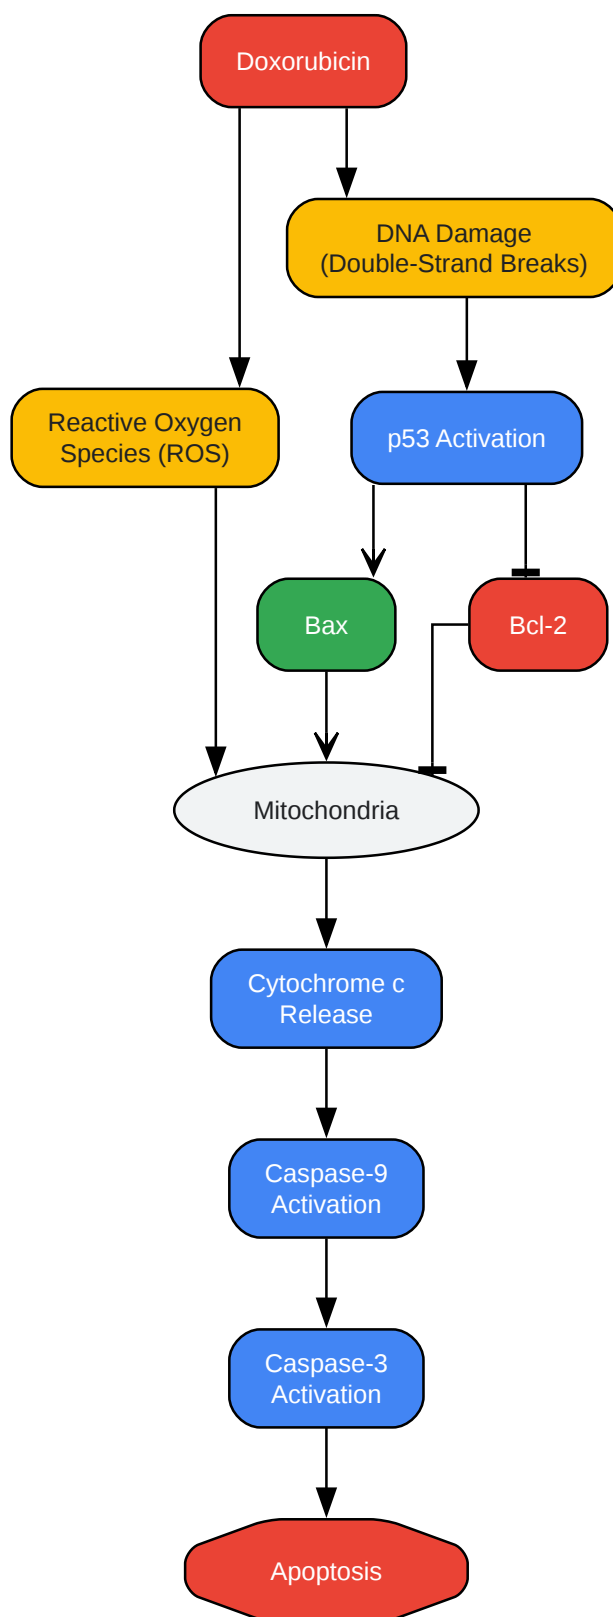 Doxorubicin
DNA Damage
(Double-Strand Breaks)
Reactive Oxygen
Species (ROS)
p53 Activation
Bax
Bcl-2
Mitochondria
Cytochrome c
Release
Caspase-9
Activation
Caspase-3
Activation
Apoptosis